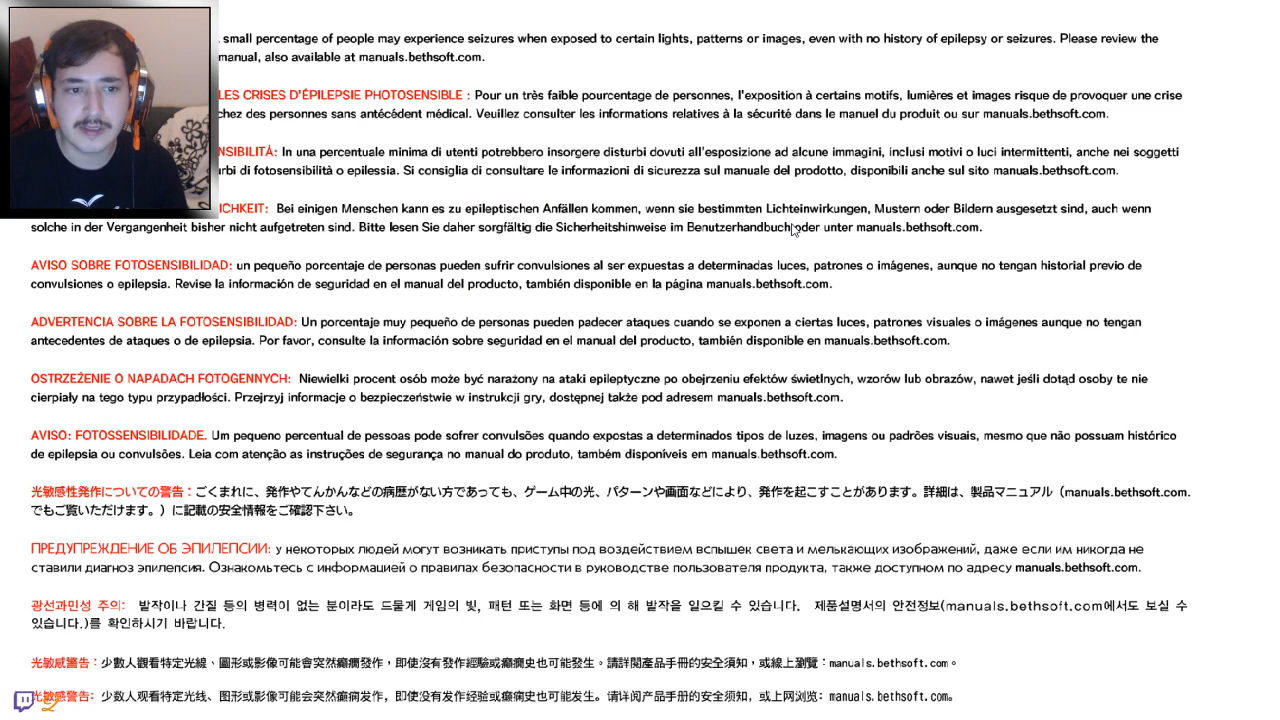 small percentage of people may experience seizures when exposed to certain lights, patterns or images, even with no history of epilepsy or seizures. Please review the
manual, also available at manuals.bethsoft.com.
LES CRISES D'ÉPILEPSIE PHOTOSENSIBLE : Pour un très faible pourcentage de personnes, l'exposition à certains motifs, lumières et images risque de provoquer une crise
chez des personnes sans antécédent médical. Veuillez consulter les informations relatives à la sécurité dans le manuel du produit ou sur manuals.bethsoft.com.
NSIBILITÀ: In una percentuale minima di utenti potrebbero insorgere disturbi dovuti all'esposizione ad alcune immagini, inclusi motivi o luci intermittenti, anche nei soggetti
rbi di fotosensibilità o epilessia. Si consiglia di consultare le informazioni di sicurezza sul manuale del prodotto, disponibili anche sul sito manuals.bethsoft.com.
ICHKEIT: Bei einigen Menschen kann es zu epileptischen Anfällen kommen, wenn sie bestimmten Lichteinwirkungen, Mustern oder Bildern ausgesetzt sind, auch wenn
solche in der Vergangenheit bisher nicht aufgetreten sind. Bitte lesen Sie daher sorgfältig die Sicherheitshinweise im Benutzerhandbuch oder unter manuals.bethsoft.com.
AVISO SOBRE FOTOSENSIBILIDAD: un pequeño porcentaje de personas pueden sufrir convulsiones al ser expuestas a determinadas luces, patrones o imágenes, aunque no tengan historial previo de
convulsiones o epilepsia. Revise la información de seguridad en el manual del producto, también disponible en la página manuals.bethsoft.com.
ADVERTENCIA SOBRE LA FOTOSENSIBILIDAD: Un porcentaje muy pequeño de personas pueden padecer ataques cuando se exponen a ciertas luces, patrones visuales o imágenes aunque no tengan
antecedentes de ataques o de epilepsia. Por favor, consulte la información sobre seguridad en el manual del producto, también disponible en manuals.bethsoft.com.
OSTRZEŻENIE O NAPADACH FOTOGENNYCH: Niewielki procent osób może być narażony na ataki epileptyczne po obejrzeniu efektów świetlnych, wzorów lub obrazów, nawet jeśli dotąd osoby te nie
cierpiały na tego typu przypadłości. Przejrzyj informacje o bezpieczeństwie w instrukcji gry, dostępnej także pod adresem manuals.bethsoft.com.
AVISO: FOTOSSENSIBILIDADE. Um pequeno percentual de pessoas pode sofrer convulsões quando expostas a determinados tipos de luzes, imagens ou padrões visuais, mesmo que não possuam histórico
de epilepsia ou convulsões. Leia com atenção as instruções de segurança no manual do produto, também disponíveis em manuals.bethsoft.com.
光敏感性発作についての警告：ごくまれに、発作やてんかんなどの病歴がない方であっても、ゲーム中の光、パターンや画面などにより、発作を起こすことがあります。詳細は、製品マニュアル（manuals.bethsoft.com.
でもご覧いただけます。）に記載の安全情報をご確認下さい。
ПРЕДУПРЕЖДЕНИЕ ОБ ЭПИЛЕПСИИ: у некоторых людей могут возникать приступы под воздействием вспышек света и мелькающих изображений, даже если им никогда не
ставили диагноз эпилепсия. Ознакомьтесь с информацией о правилах безопасности в руководстве пользователя продукта, также доступном по адресу manuals.bethsoft.com.
광선과민성 주의: 발작이나 간질 등의 병력이 없는 분이라도 드물게 게임의 빛, 패턴 또는 화면 등에 의 해 발작을 일으킬 수 있습니다. 제품설명서의 안전정보(manuals.bethsoft.com에서도 보실 수
있습니다.)를 확인하시기 바랍니다.
光敏感警告：少數人觀看特定光線、圖形或影像可能會突然癲癇發作，即使沒有發作經驗或癲癇史也可能發生。請詳閱產品手冊的安全須知，或線上瀏覽：manuals.bethsoft.com。
光敏感警告: 少数人观看特定光线、图形或影像可能会突然癫痫发作，即使没有发作经验或癫痫史也可能发生。请详阅产品手册的安全须知，或上网浏览: manuals.bethsoft.com。